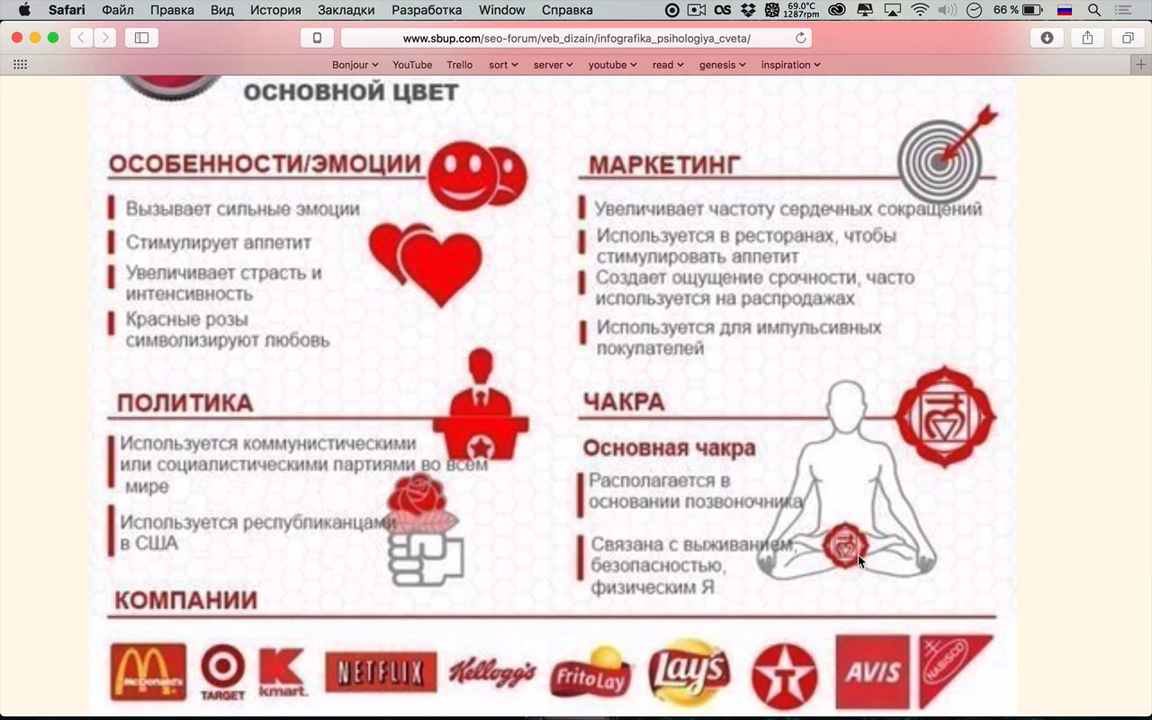 Safari Файл Правка Вид История Закладки Разработка Window Справка
69.0°C
1287rpm
66 %
www.sbup.com/seo-forum/veb_dizain/infografika_psihologiya_cveta/
Bonjour YouTube Trello sort server youtube read genesis inspiration
ОСНОВНОЙ ЦВЕТ
ОСОБЕННОСТИ/ЭМОЦИИ
Вызывает сильные эмоции
Стимулирует аппетит
Увеличивает страсть и
интенсивность
Красные розы
символизируют любовь
МАРКЕТИНГ
Увеличивает частоту сердечных сокращений
Используется в ресторанах, чтобы
стимулировать аппетит
Создает ощущение срочности, часто
используется на распродажах
Используется для импульсивных
покупателей
ПОЛИТИКА
Используется коммунистическими
или социалистическими партиями во всем
мире
Используется республиканцами
в США
ЧАКРА
Основная чакра
Располагается в
основании позвоночника
Связана с выживанием,
безопасностью,
физическим Я
КОМПАНИИ
McDonald's
TARGET
kmart.
NETFLIX
Kellogg's
FritoLay
Lay's
T
AVIS
NABISCO